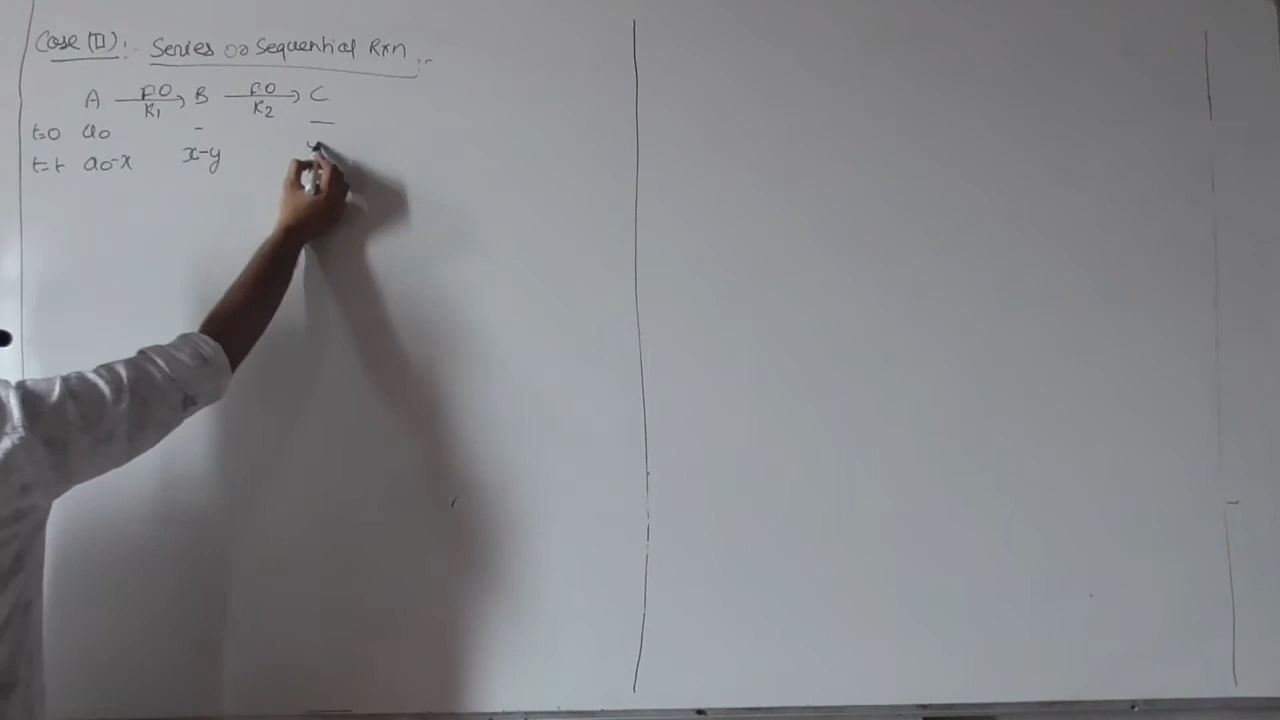 Case (II):- Series or Sequential Rxn :-
A FO K1 B FO K2 C
t=0 a0 - —
t=t a0-x x-y